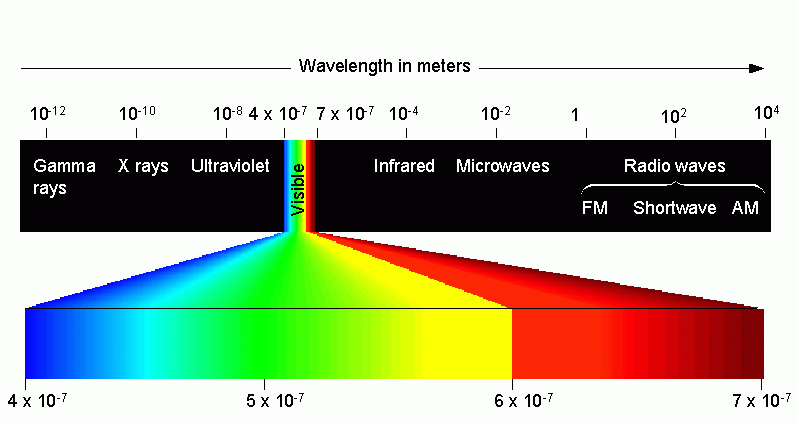 Wavelength in meters
10-12 10-10 10-8 4 x 10-7 7 x 10-7 10-4 10-2 1 102 104
Gamma rays X rays Ultraviolet Visible Infrared Microwaves Radio waves
FM Shortwave AM
4 x 10-7 5 x 10-7 6 x 10-7 7 x 10-7